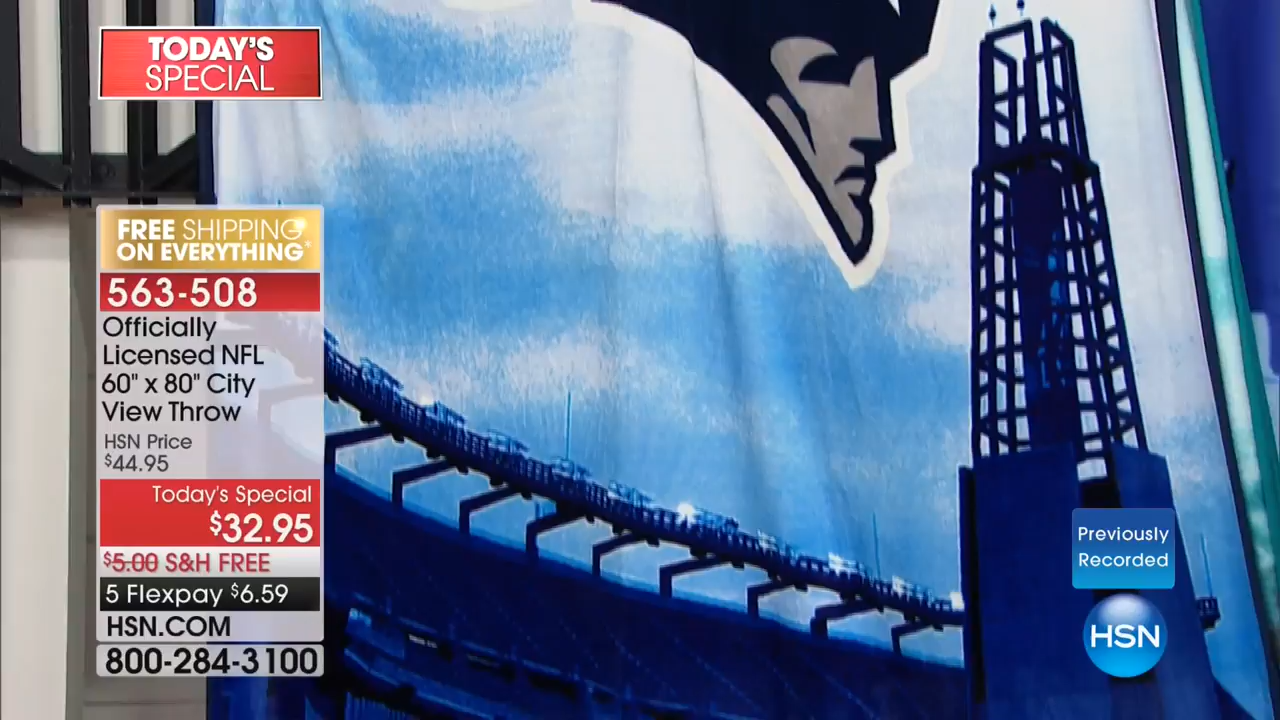 TODAY'S
SPECIAL
FREE SHIPPING
ON EVERYTHING*
563-508
Officially
Licensed NFL
60" x 80" City
View Throw
HSN Price
$44.95
Today's Special
$32.95
$5.00 S&H FREE
5 Flexpay $6.59
HSN.COM
800-284-3100
Previously
Recorded
HSN